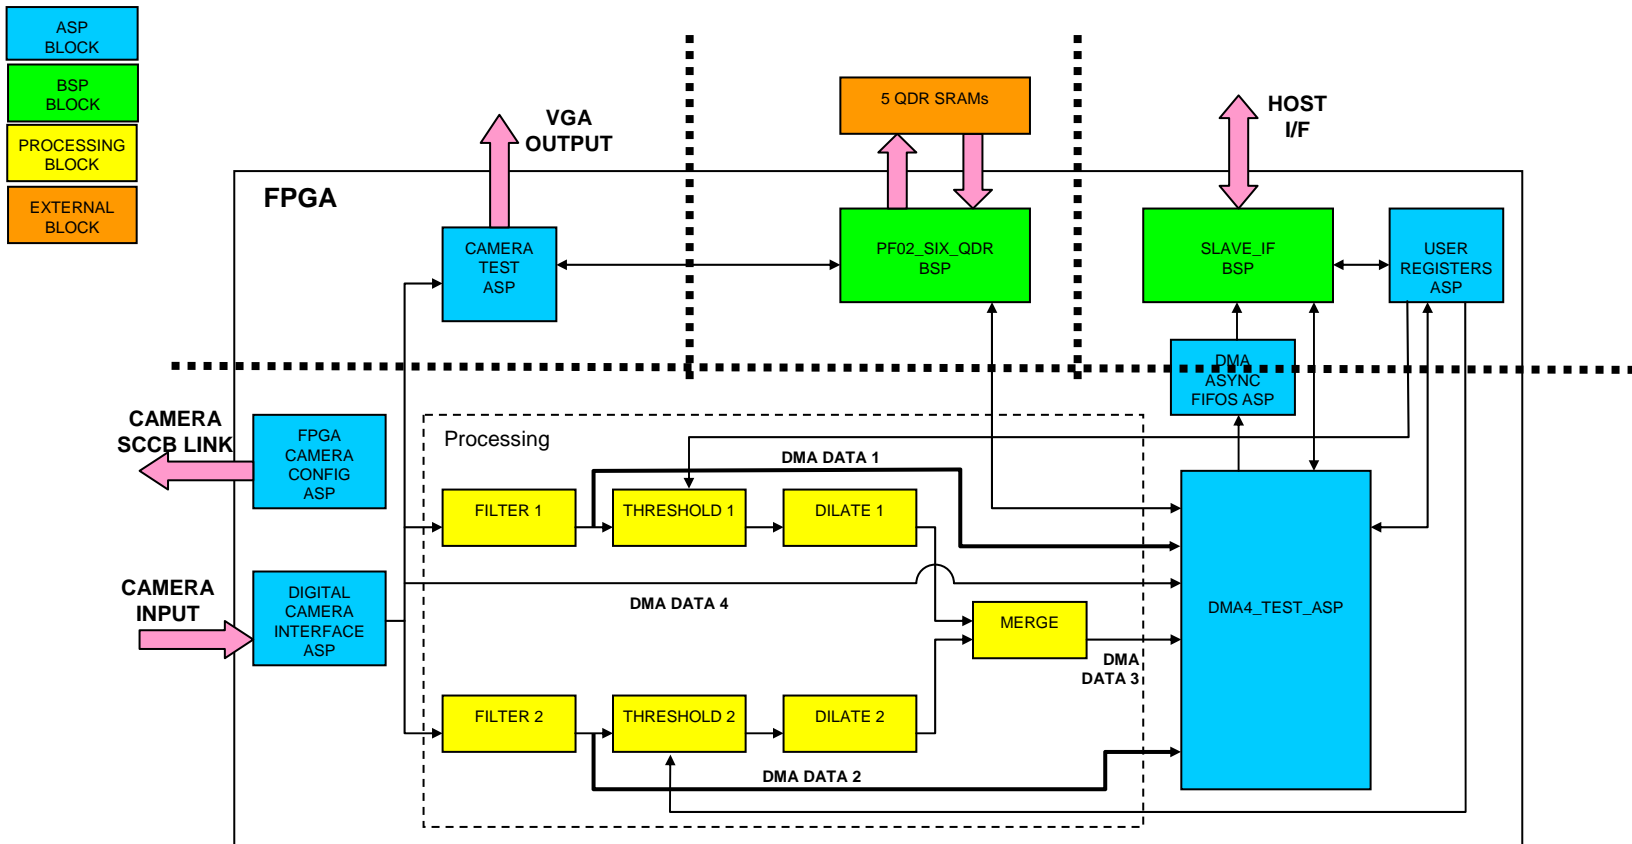 ASP
BLOCK
BSP
BLOCK
PROCESSING
BLOCK
EXTERNAL
BLOCK
VGA
OUTPUT
5 QDR SRAMs
HOST
I/F
FPGA
CAMERA
TEST
ASP
PF02_SIX_QDR
BSP
SLAVE_IF
BSP
USER
REGISTERS
ASP
DMA
ASYNC
FIFOS ASP
CAMERA
SCCB LINK
FPGA
CAMERA
CONFIG
ASP
Processing
DMA DATA 1
FILTER 1
THRESHOLD 1
DILATE 1
CAMERA
INPUT
DIGITAL
CAMERA
INTERFACE
ASP
DMA DATA 4
MERGE
DMA4_TEST_ASP
DMA
DATA 3
FILTER 2
THRESHOLD 2
DILATE 2
DMA DATA 2